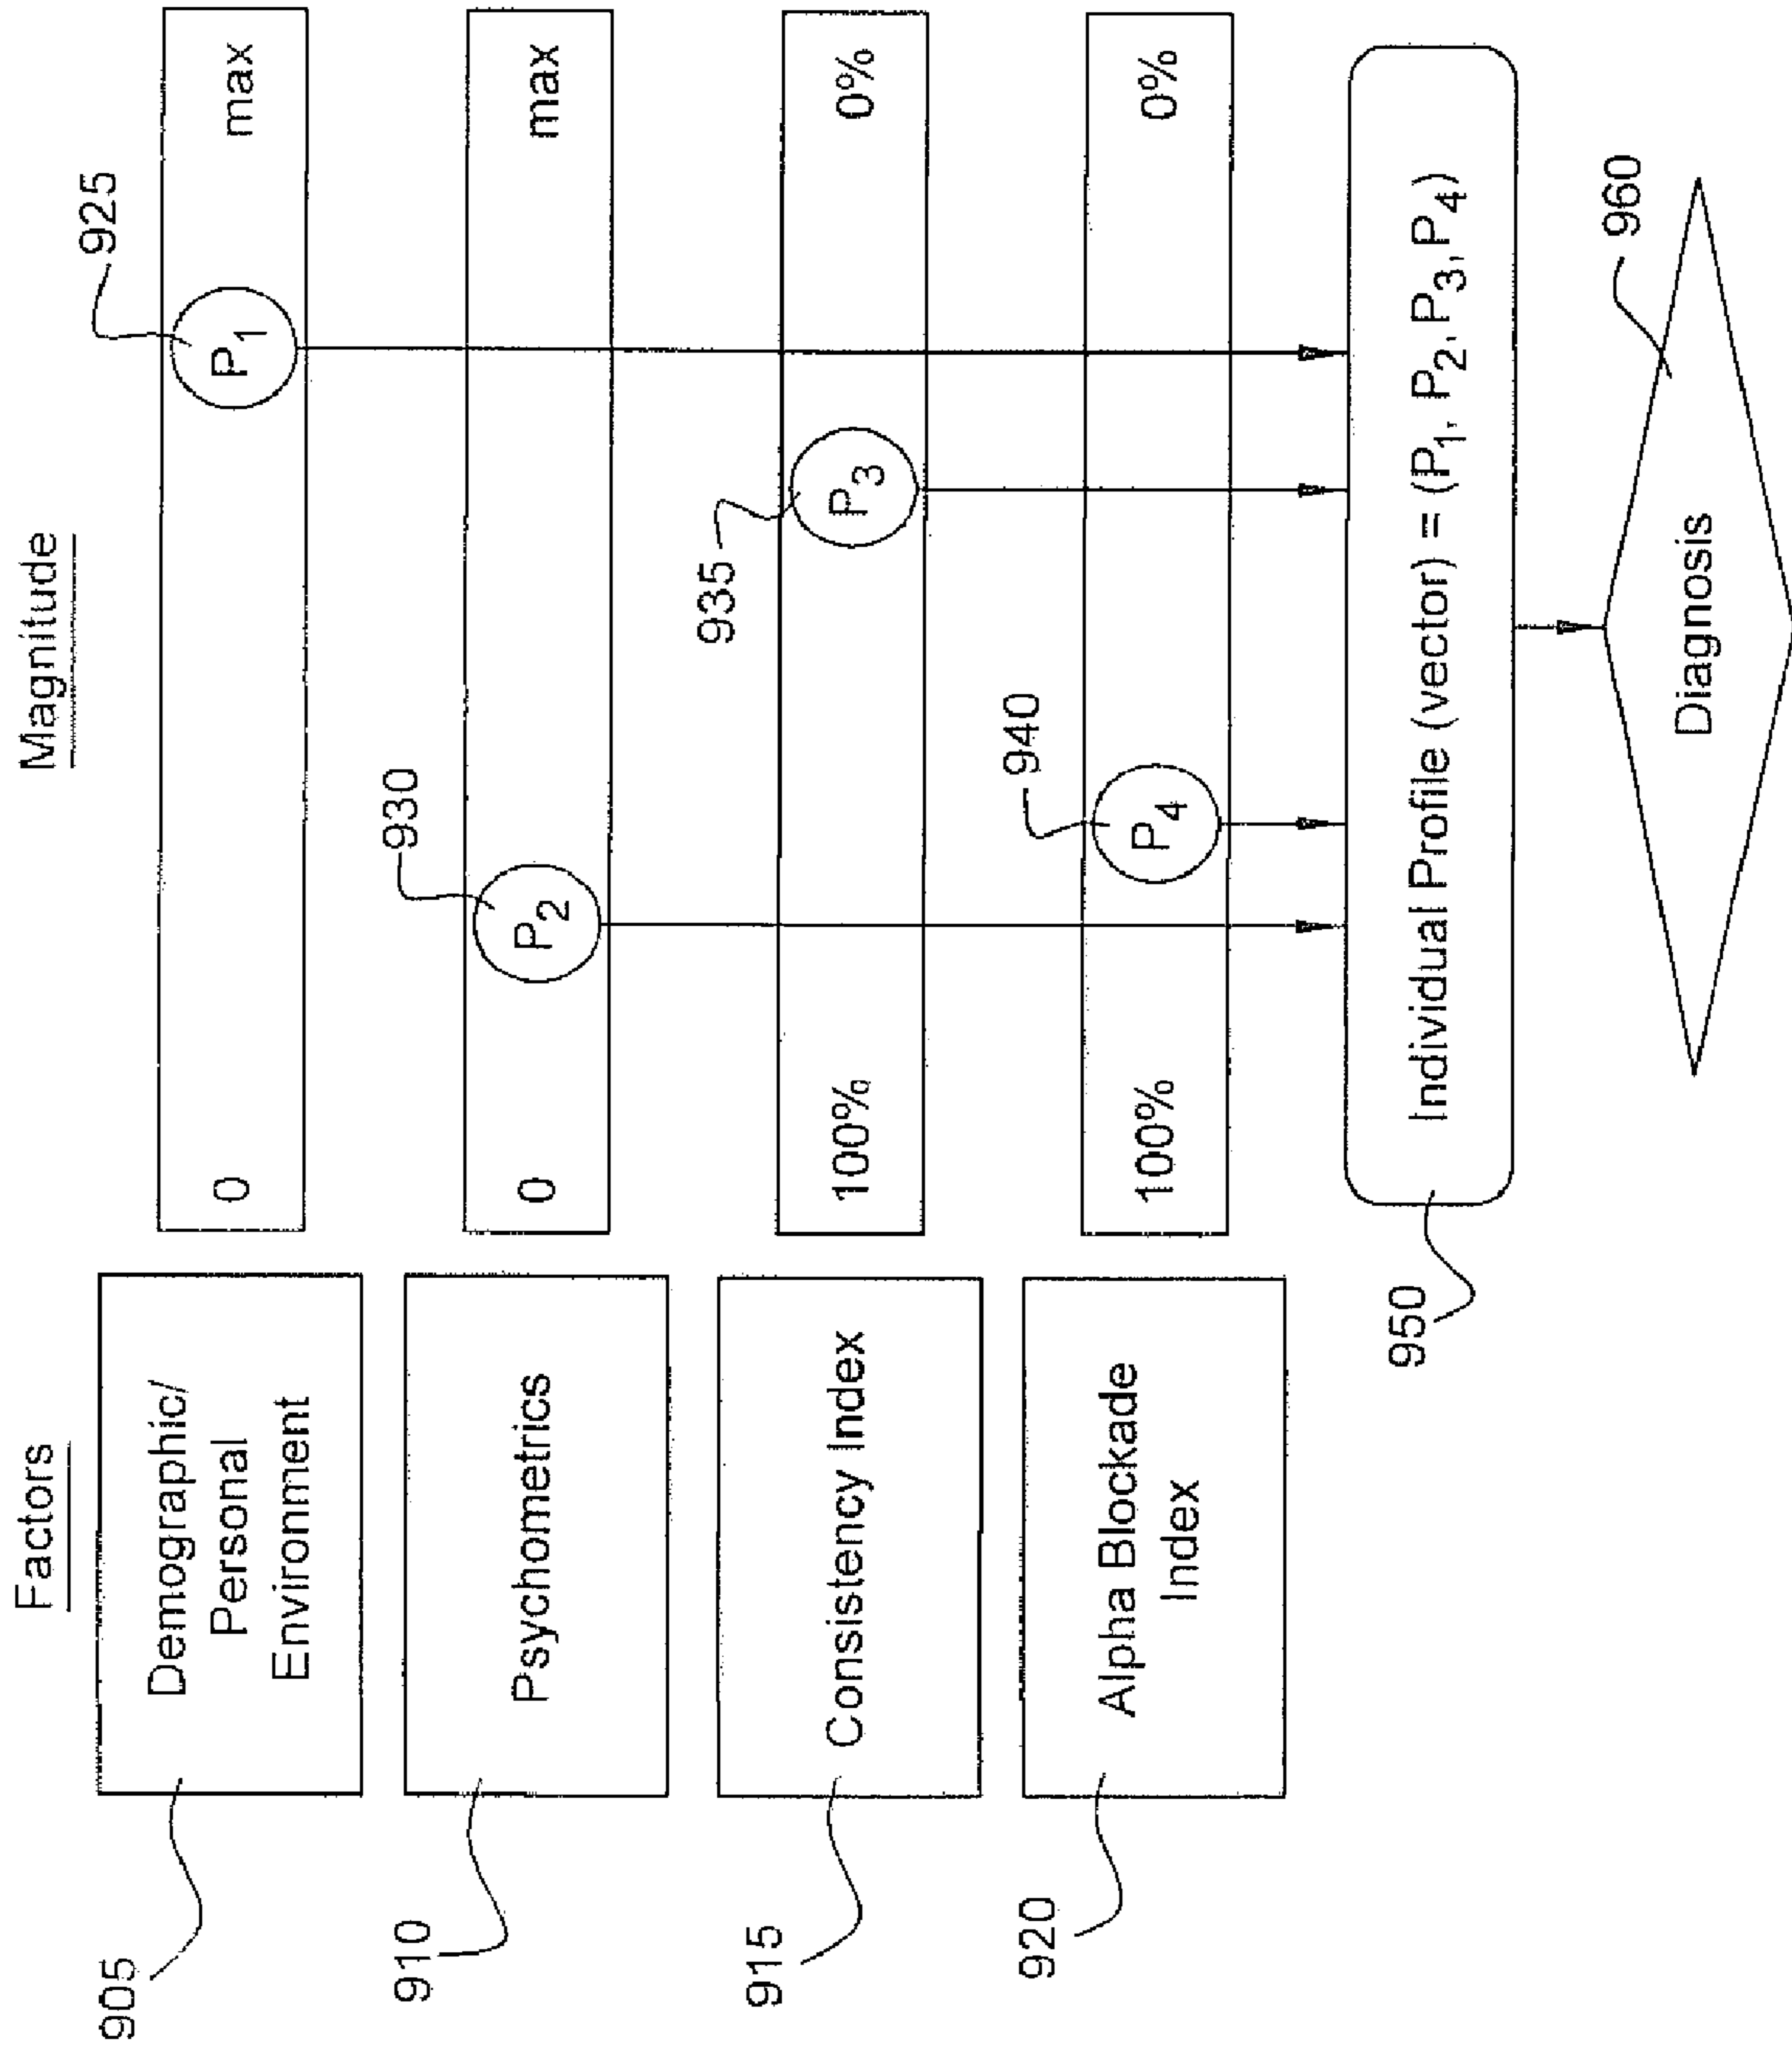 Factors
Magnitude
905
Demographic/
Personal
Environment
0
P1
max
925
910
Psychometrics
0
P2
max
930
915
Consistency Index
100%
P3
0%
935
920
Alpha Blockade
Index
100%
P4
0%
940
950
Individual Profile (vector) = (P1, P2, P3, P4)
Diagnosis
960